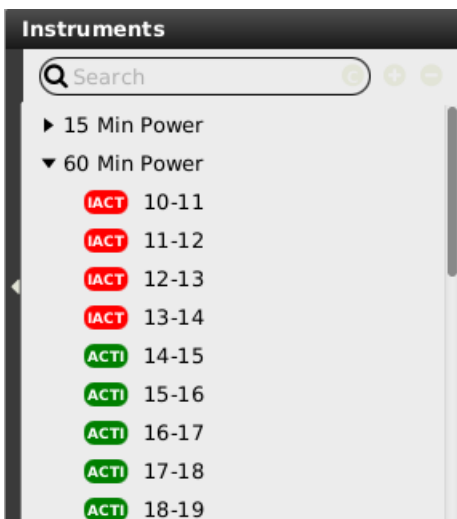 Instruments
Search
15 Min Power
60 Min Power
IACT 10-11
IACT 11-12
IACT 12-13
IACT 13-14
ACTI 14-15
ACTI 15-16
ACTI 16-17
ACTI 17-18
ACTI 18-19